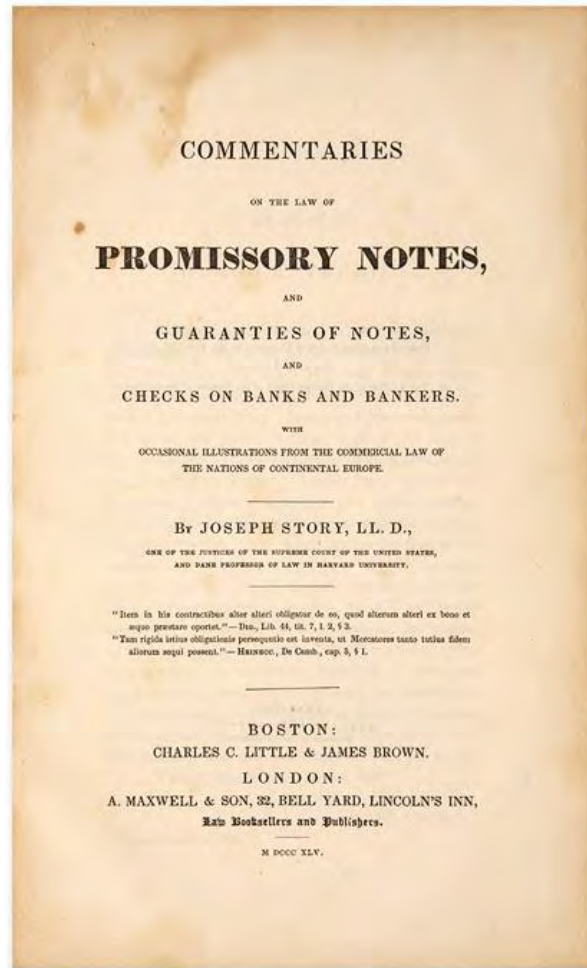 COMMENTARIES
ON THE LAW OF
PROMISSORY NOTES,
AND
GUARANTIES OF NOTES,
AND
CHECKS ON BANKS AND BANKERS.
WITH
OCCASIONAL ILLUSTRATIONS FROM THE COMMERCIAL LAW OF
THE NATIONS OF CONTINENTAL EUROPE.
BY JOSEPH STORY, LL. D.,
ONE OF THE JUSTICES OF THE SUPREME COURT OF THE UNITED STATES,
AND DANE PROFESSOR OF LAW IN HARVARD UNIVERSITY.
"Item in his contractibus alter alteri obligatur de eo, quod alterum alteri ex bono et
æquo præstare oportet."—DIG., Lib. 44, tit. 7, l. 2, § 3.
"Tam rigida istius obligationis persequutio est inventa, ut Mercatores tanto tutius fidem
aliorum sequi possent."—HEINECC., De Camb., cap. 5, § 1.
BOSTON:
CHARLES C. LITTLE & JAMES BROWN.
LONDON:
A. MAXWELL & SON, 32, BELL YARD, LINCOLN'S INN,
Law Booksellers and Publishers.
M DCCC XLV.